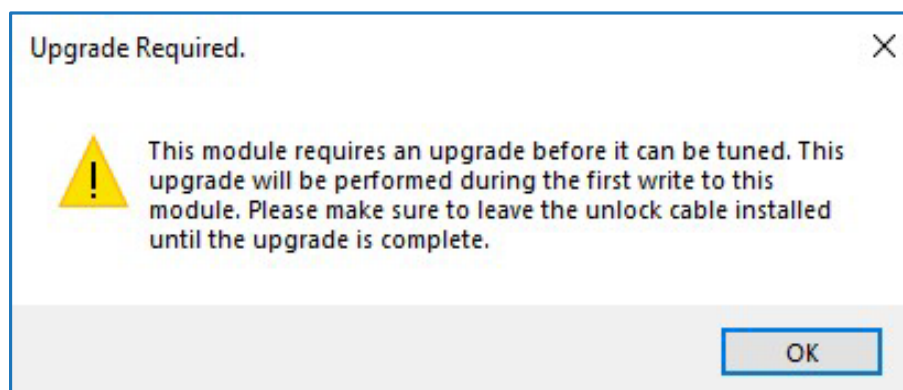 Upgrade Required.
This module requires an upgrade before it can be tuned. This
upgrade will be performed during the first write to this
module. Please make sure to leave the unlock cable installed
until the upgrade is complete.
OK